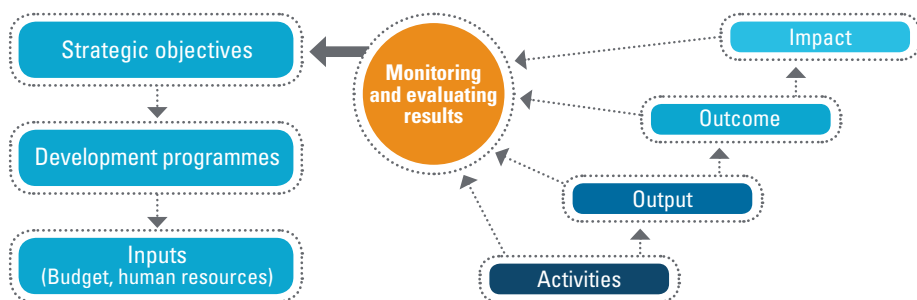 Strategic objectives
Development programmes
Inputs
(Budget, human resources)
Monitoring
and evaluating
results
Impact
Outcome
Output
Activities